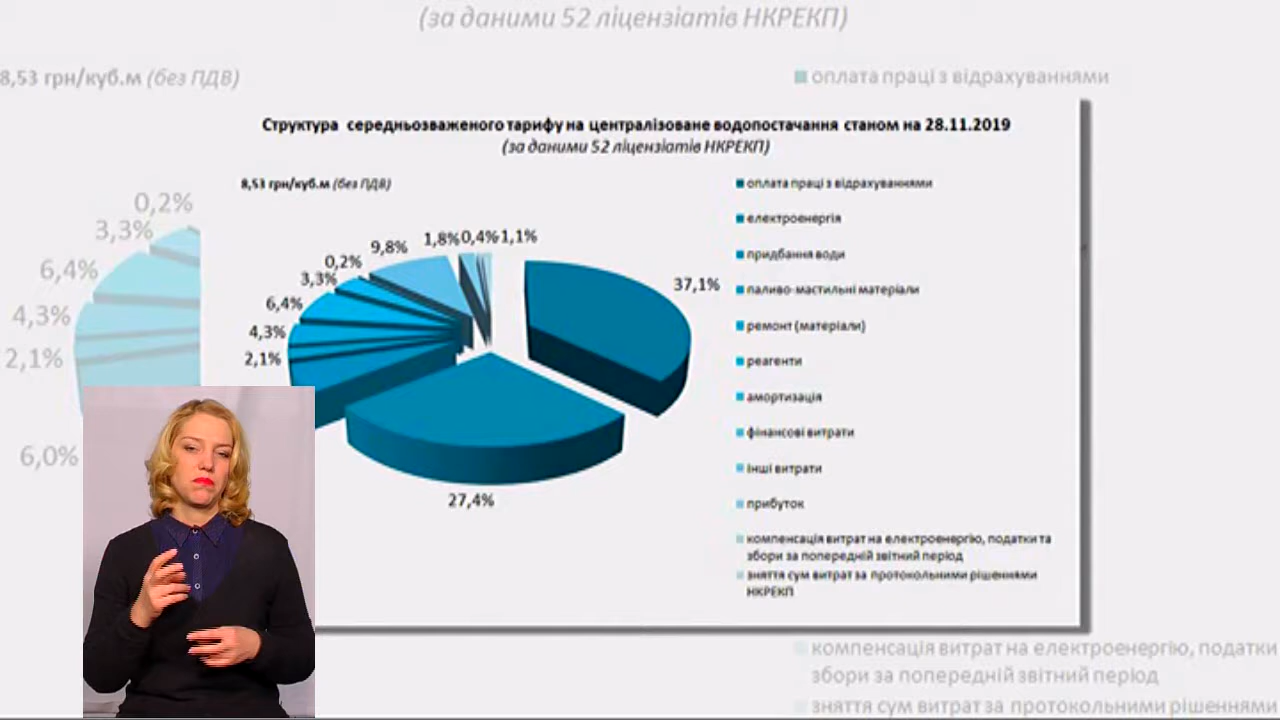 (за даними 52 ліцензіатів НКРЕКП)
8,53 грн/куб.м (без ПДВ)
оплата праці з відрахуваннями
Структура середньозваженого тарифу на централізоване водопостачання станом на 28.11.2019
(за даними 52 ліцензіатів НКРЕКП)
8,53 грн/куб.м (без ПДВ)
оплата праці з відрахуваннями
електроенергія
придбання води
паливо-мастильні матеріали
ремонт (матеріали)
реагенти
амортизація
фінансові витрати
інші витрати
прибуток
компенсація витрат на електроенергію, податки та
збори за попередній звітний період
зняття сум витрат за протокольними рішеннями
НКРЕКП
37,1%
27,4%
2,1%
4,3%
6,4%
3,3%
0,2%
9,8%
1,8%
0,4%
1,1%
0,2%
3,3%
6,4%
4,3%
2,1%
6,0%
компенсація витрат на електроенергію, податки
збори за попередній звітний період
зняття сум витрат за протокольними рішеннями